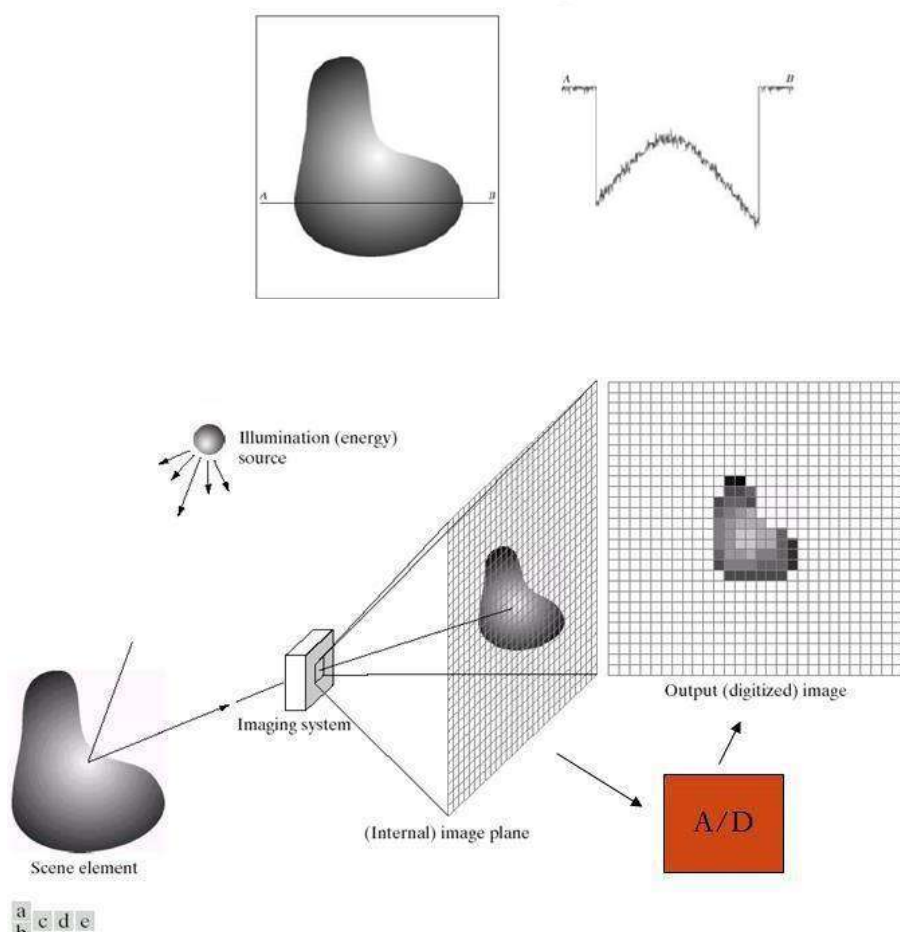 A
B
A
B
Illumination (energy)
source
Imaging system
Output (digitized) image
A/D
(Internal) image plane
Scene element
a
b c d e